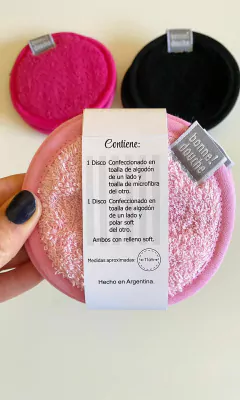 Contiene:
1 Disco Confeccionado en
toalla de algodón
de un lado y
toalla de microfibra
del otro.
1 Disco Confeccionado en
toalla de algodón
de un lado y
polar soft
del otro.
Ambos con relleno soft.
Medidas aproximadas:
Hecho en Argentina.
bonne!
douche